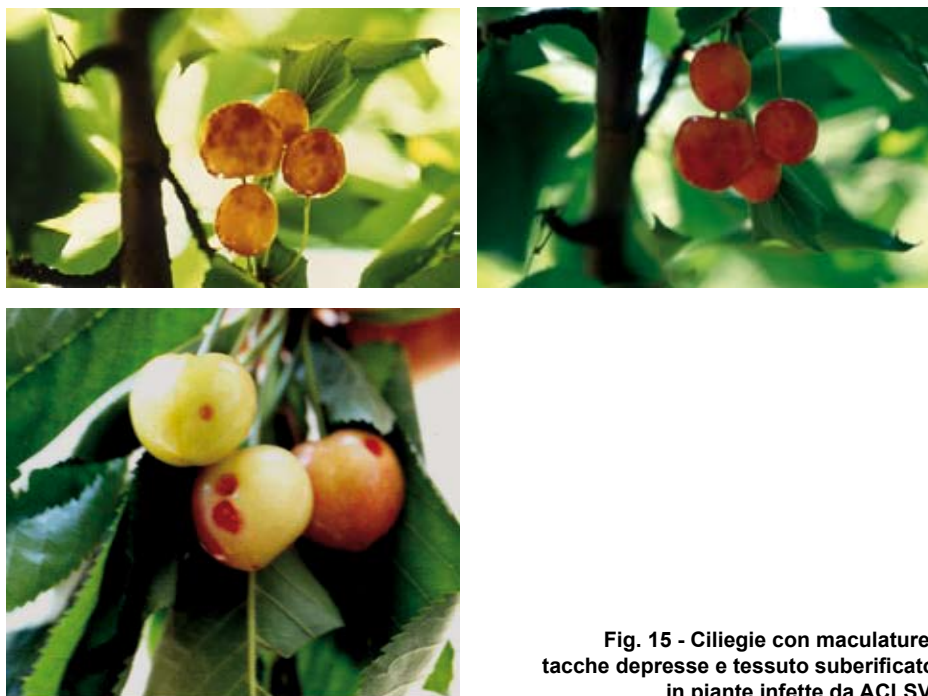 Fig. 15 - Ciliegie con maculature,
tacche depresse e tessuto suberificato
in piante infette da ACLSV